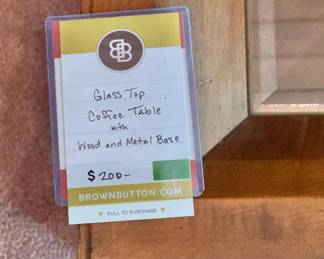 BB
Glass Top
Coffee Table
with
Wood and Metal Base
$200-
BROWNBUTTON.COM
PULL TO PURCHASE